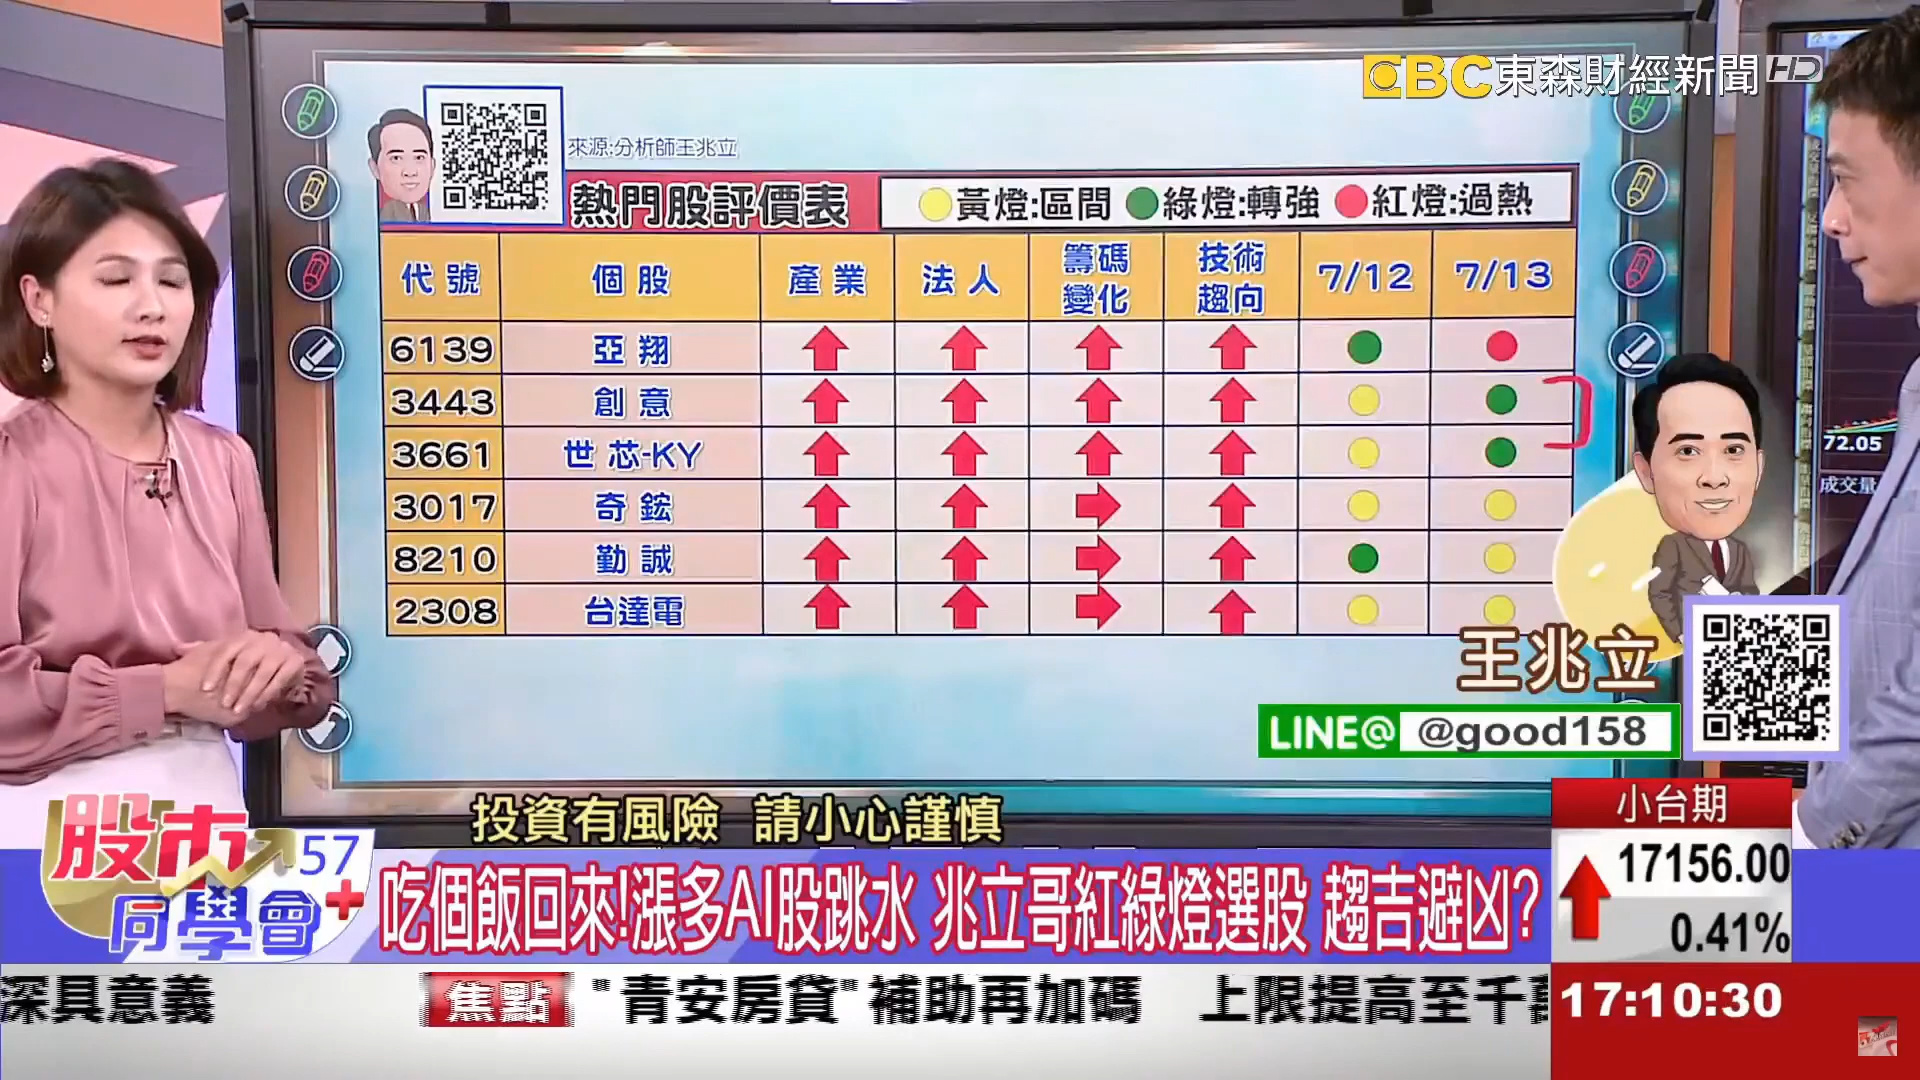 EBC 東森財經新聞 HD
來源:分析師王兆立
熱門股評價表
黃燈:區間 綠燈:轉強 紅燈:過熱
代號 個股 產業 法人 籌碼變化 技術趨向 7/12 7/13
6139 亞翔
3443 創意
3661 世芯-KY
3017 奇鋐
8210 勤誠
2308 台達電
72.05
成交量
王兆立
LINE@ @good158
投資有風險 請小心謹慎
股市同學會 57+
吃個飯回來!漲多AI股跳水 兆立哥紅綠燈選股 趨吉避凶?
小台期
17156.00
0.41%
深具意義
焦點 "青安房貸"補助再加碼 上限提高至千
17:10:30